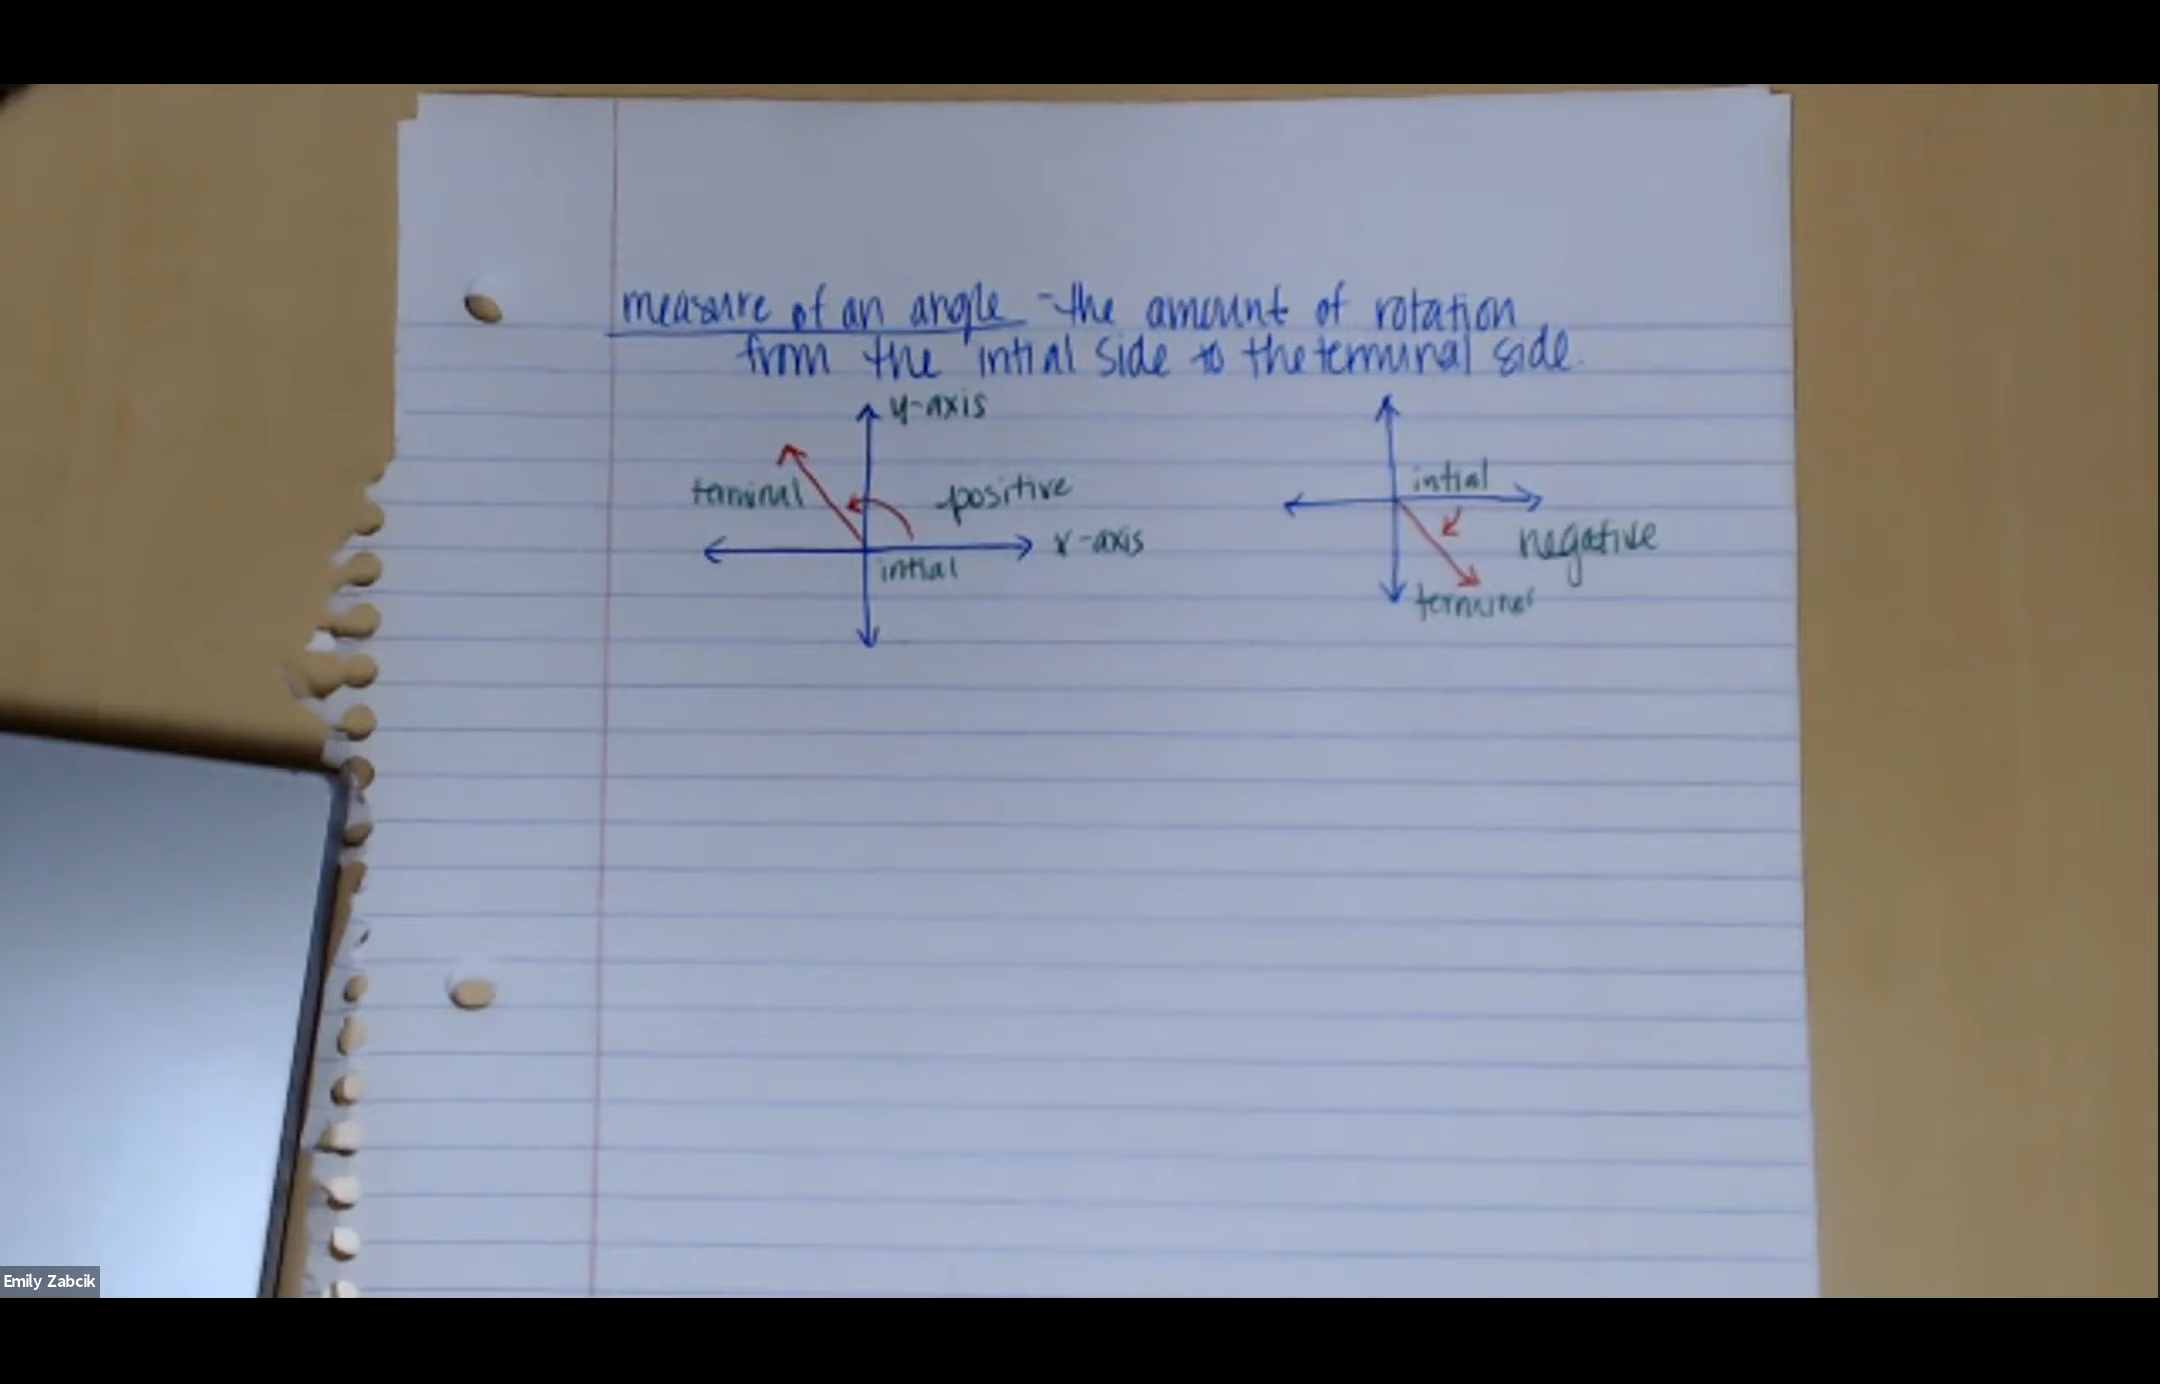 measure of an angle - the amount of rotation
from the intial side to the terminal side.
y-axis
terminal
positive
x-axis
intial
intial
negative
terminal
Emily Zabcik